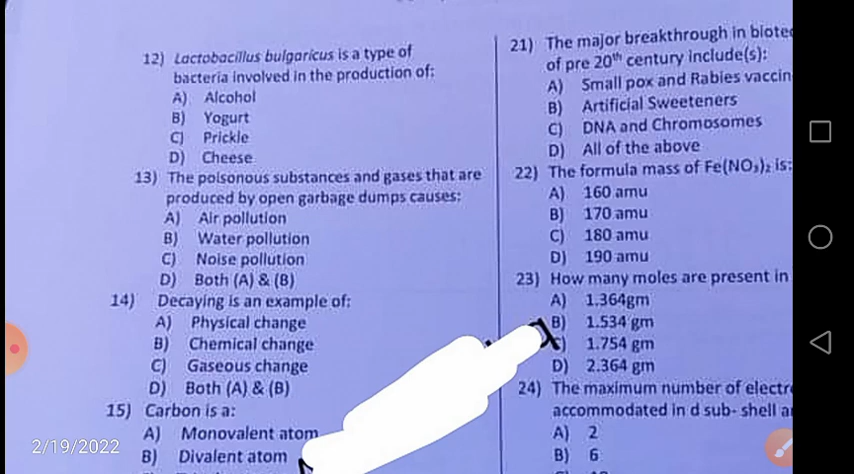 12) Lactobacillus bulgaricus is a type of
bacteria involved in the production of:
A) Alcohol
B) Yogurt
C) Prickle
D) Cheese
13) The poisonous substances and gases that are
produced by open garbage dumps causes:
A) Air pollution
B) Water pollution
C) Noise pollution
D) Both (A) & (B)
14) Decaying is an example of:
A) Physical change
B) Chemical change
C) Gaseous change
D) Both (A) & (B)
15) Carbon is a:
A) Monovalent atom
B) Divalent atom
21) The major breakthrough in biotec
of pre 20th century include(s):
A) Small pox and Rabies vaccin
B) Artificial Sweeteners
C) DNA and Chromosomes
D) All of the above
22) The formula mass of Fe(NO₃)₂ is:
A) 160 amu
B) 170 amu
C) 180 amu
D) 190 amu
23) How many moles are present in
A) 1.364gm
B) 1.534 gm
C) 1.754 gm
D) 2.364 gm
24) The maximum number of electr
accommodated in d sub- shell a
A) 2
B) 6
2/19/2022